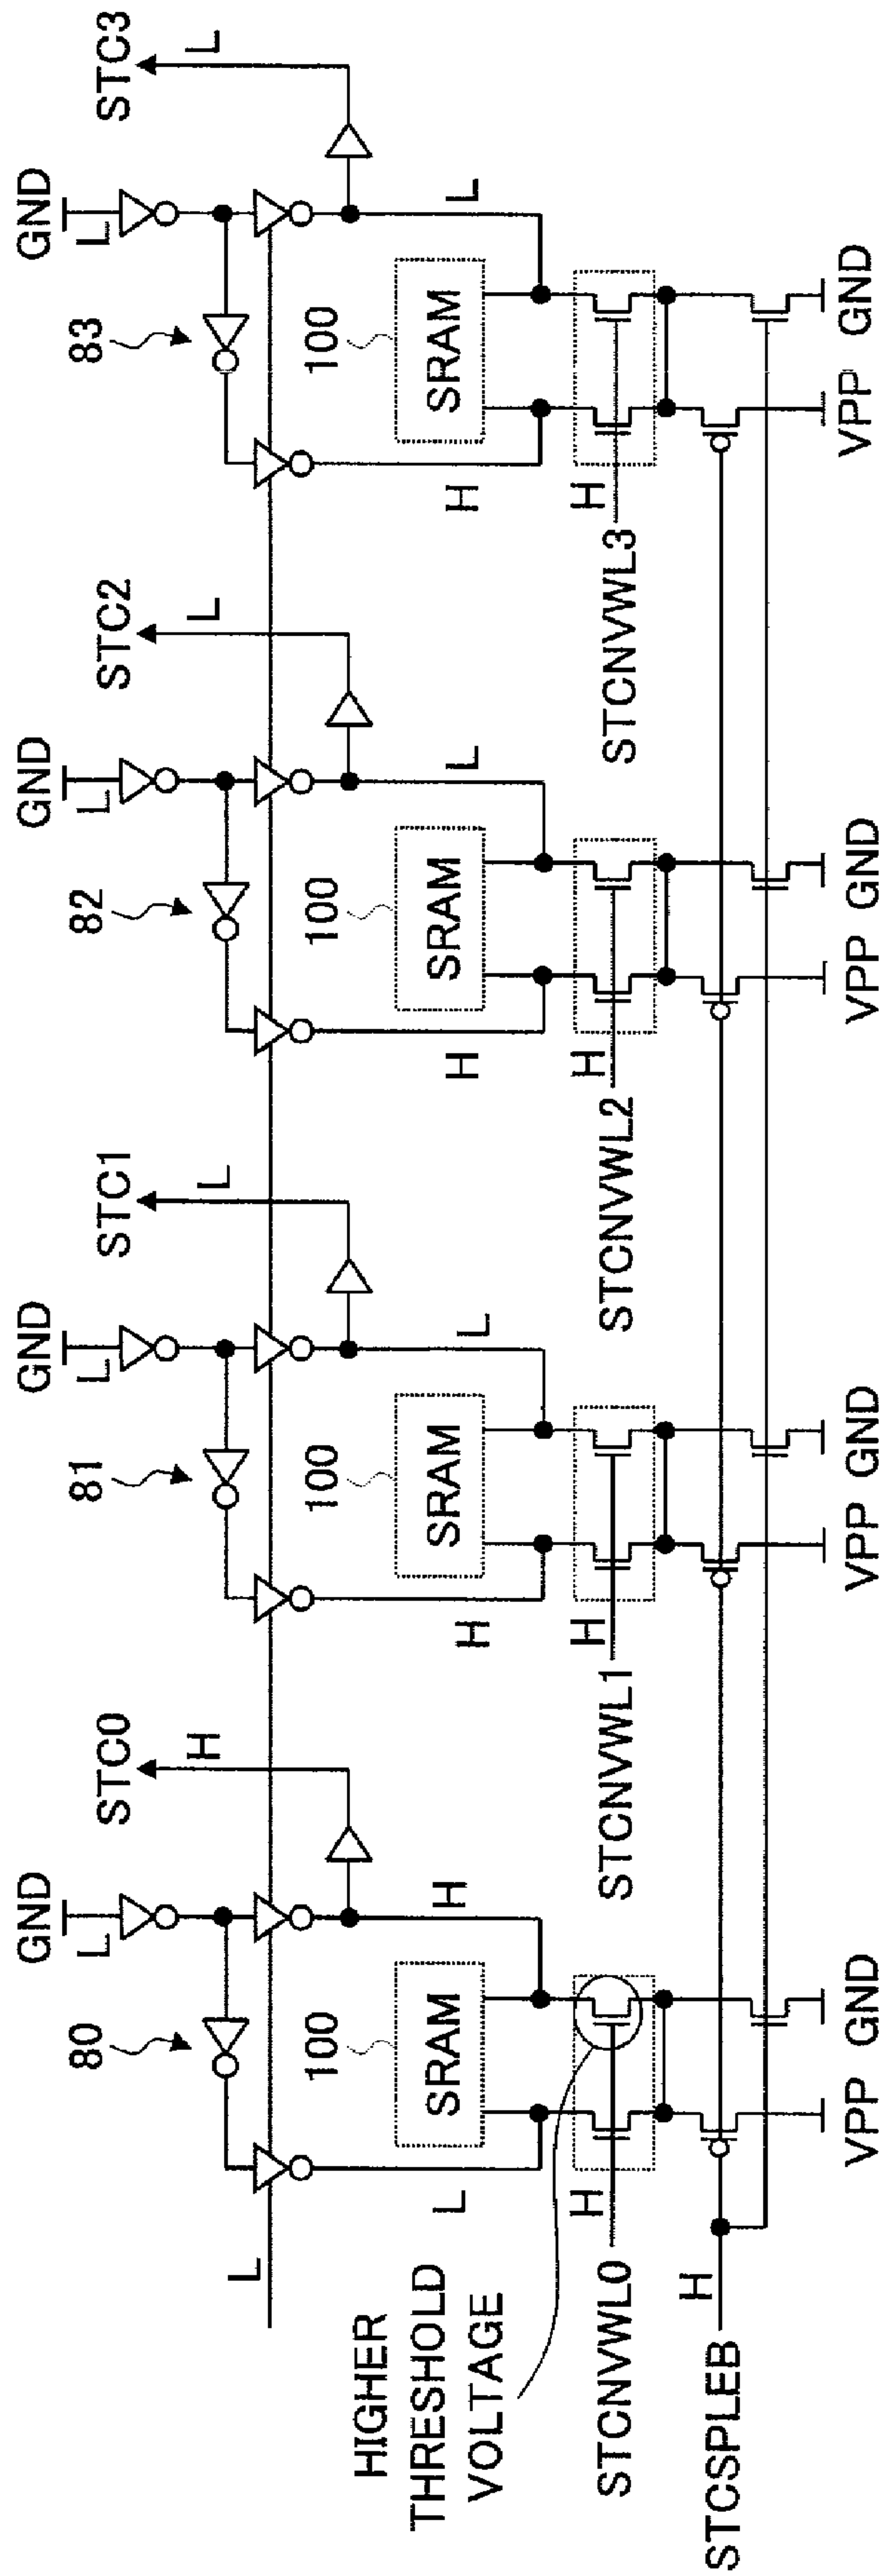 GND GND GND GND
L L L L
80 STC0 81 STC1 82 STC2 83 STC3
H L L L
L
100 100 100 100
SRAM SRAM SRAM SRAM
L H H L H L H L
HIGHER
THRESHOLD
VOLTAGE
H H H H
STCNVWL0 STCNVWL1 STCNVWL2 STCNVWL3
H
STCSPLEB
VPP GND VPP GND VPP GND VPP GND